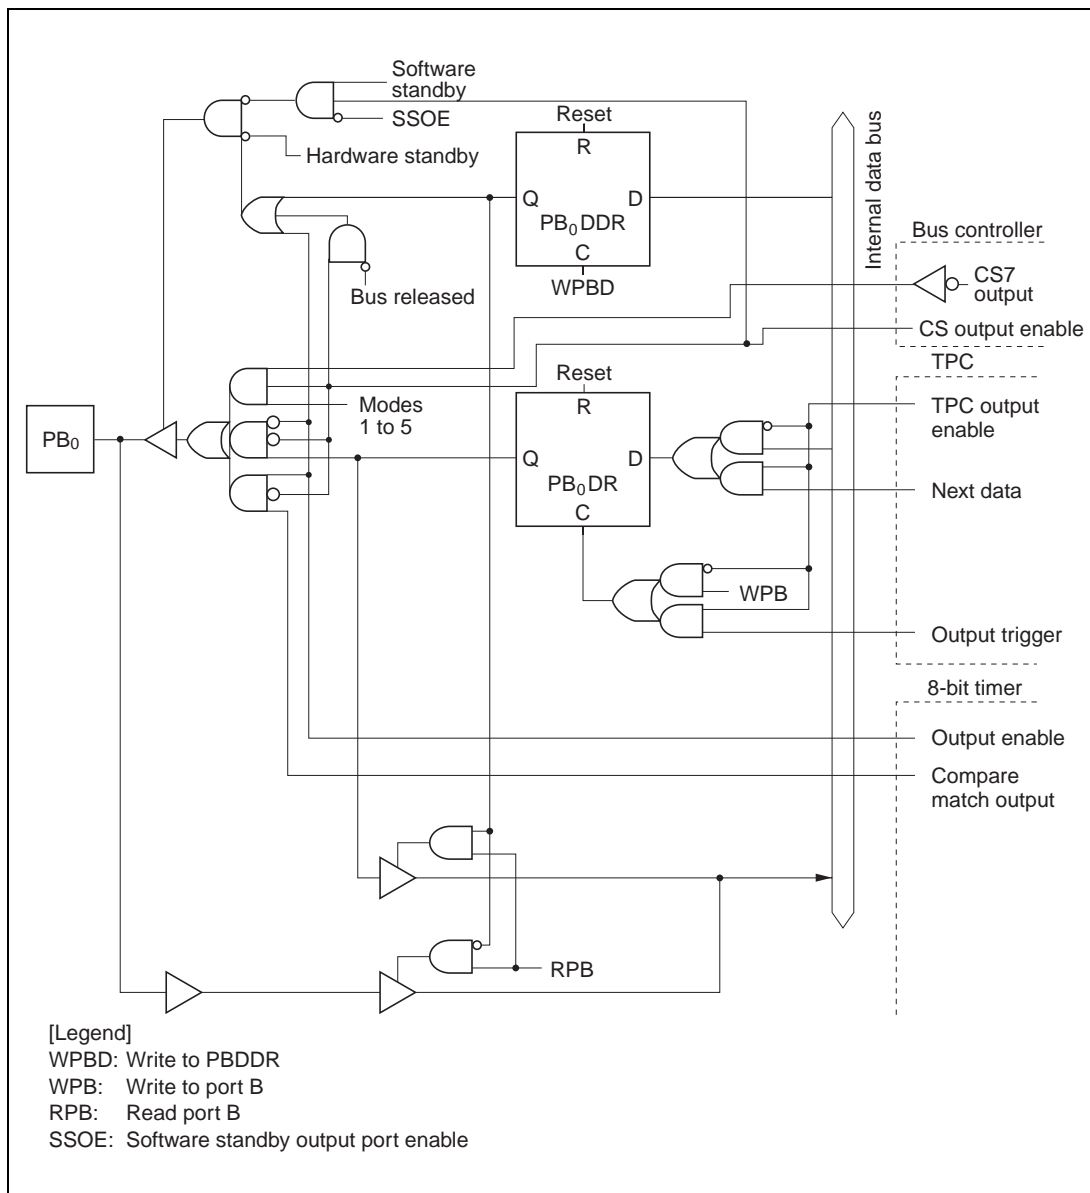 Software
standby
SSOE
Hardware standby
Reset
R
Q
D
PB₀DDR
C
WPBD
Bus released
Internal data bus
Bus controller
CS7
output
CS output enable
TPC
Reset
R
Modes
1 to 5
TPC output
enable
PB₀
Q
D
PB₀DR
C
Next data
WPB
Output trigger
8-bit timer
Output enable
Compare
match output
RPB
[Legend]
WPBD: Write to PBDDR
WPB: Write to port B
RPB: Read port B
SSOE: Software standby output port enable